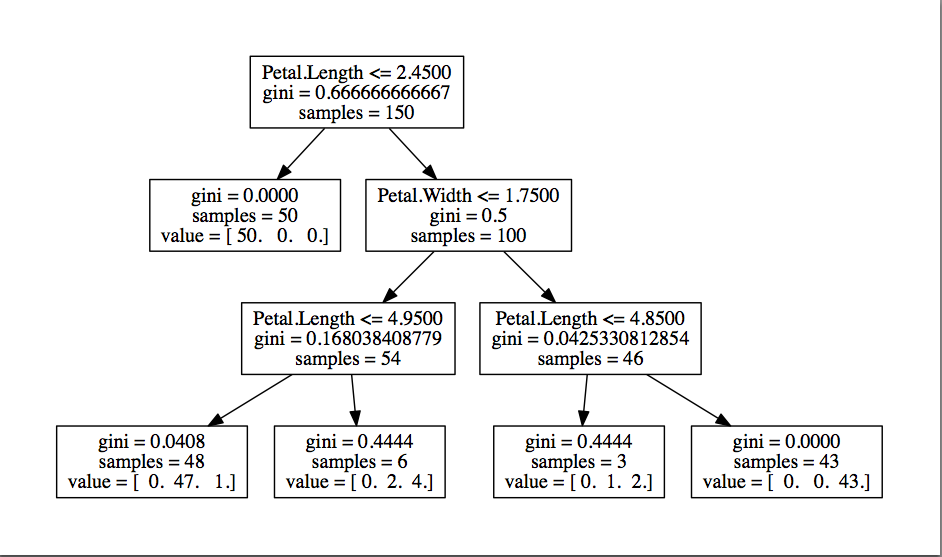 Petal.Length <= 2.4500
gini = 0.666666666667
samples = 150
gini = 0.0000
samples = 50
value = [ 50. 0. 0.]
Petal.Width <= 1.7500
gini = 0.5
samples = 100
Petal.Length <= 4.9500
gini = 0.168038408779
samples = 54
Petal.Length <= 4.8500
gini = 0.0425330812854
samples = 46
gini = 0.0408
samples = 48
value = [ 0. 47. 1.]
gini = 0.4444
samples = 6
value = [ 0. 2. 4.]
gini = 0.4444
samples = 3
value = [ 0. 1. 2.]
gini = 0.0000
samples = 43
value = [ 0. 0. 43.]